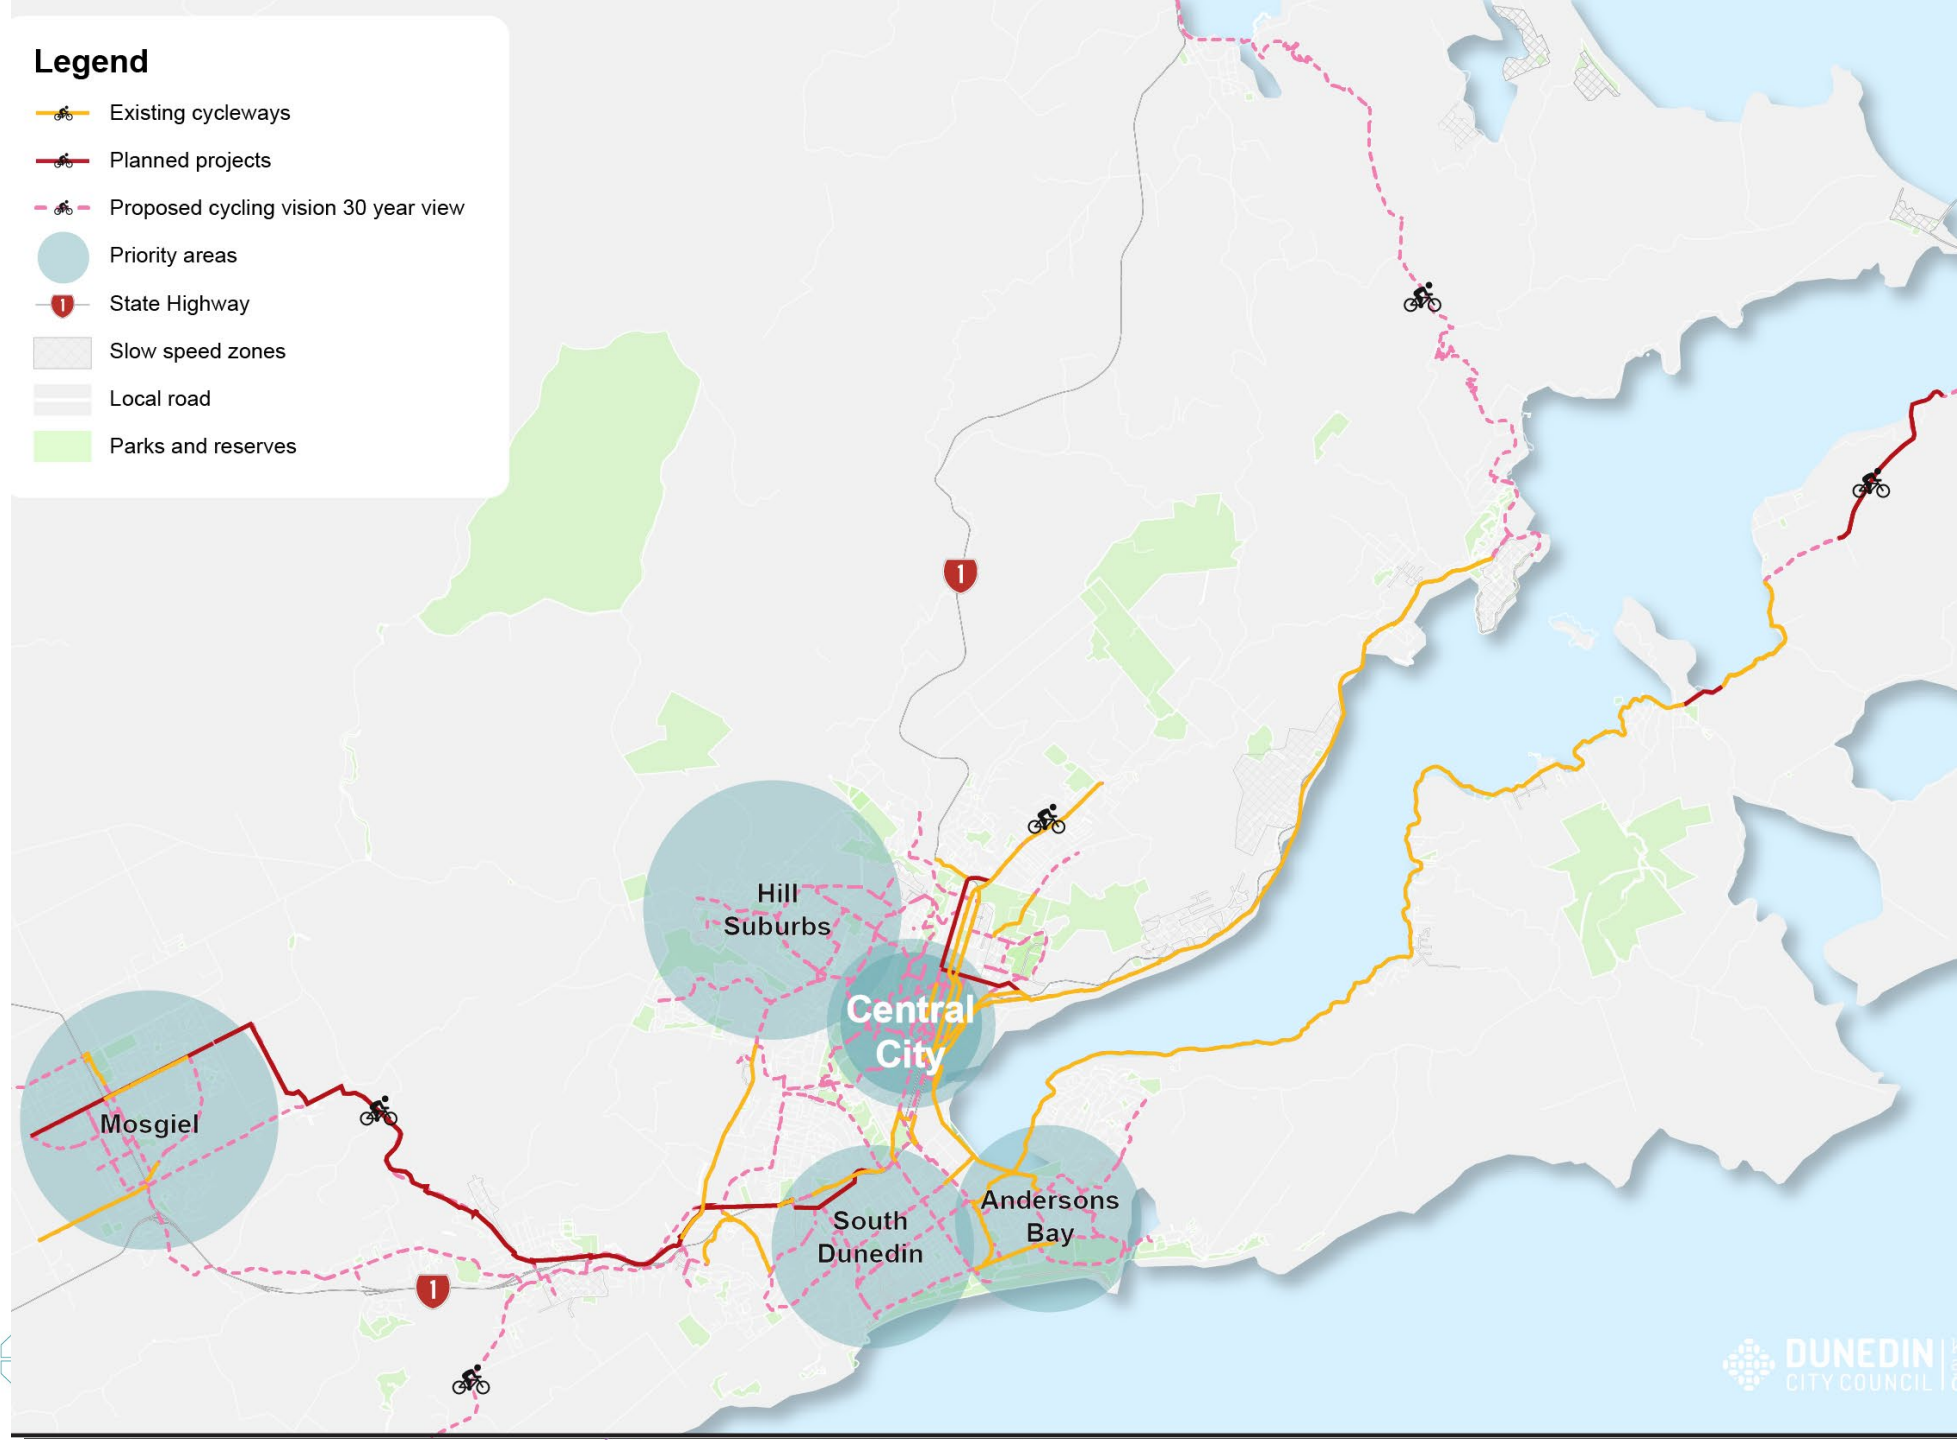 Legend
Existing cycleways
Planned projects
Proposed cycling vision 30 year view
Priority areas
1
State Highway
Slow speed zones
Local road
Parks and reserves
1
Hill
Suburbs
Central
City
Mosgiel
Andersons
Bay
South
Dunedin
1
DUNEDIN
CITY COUNCIL